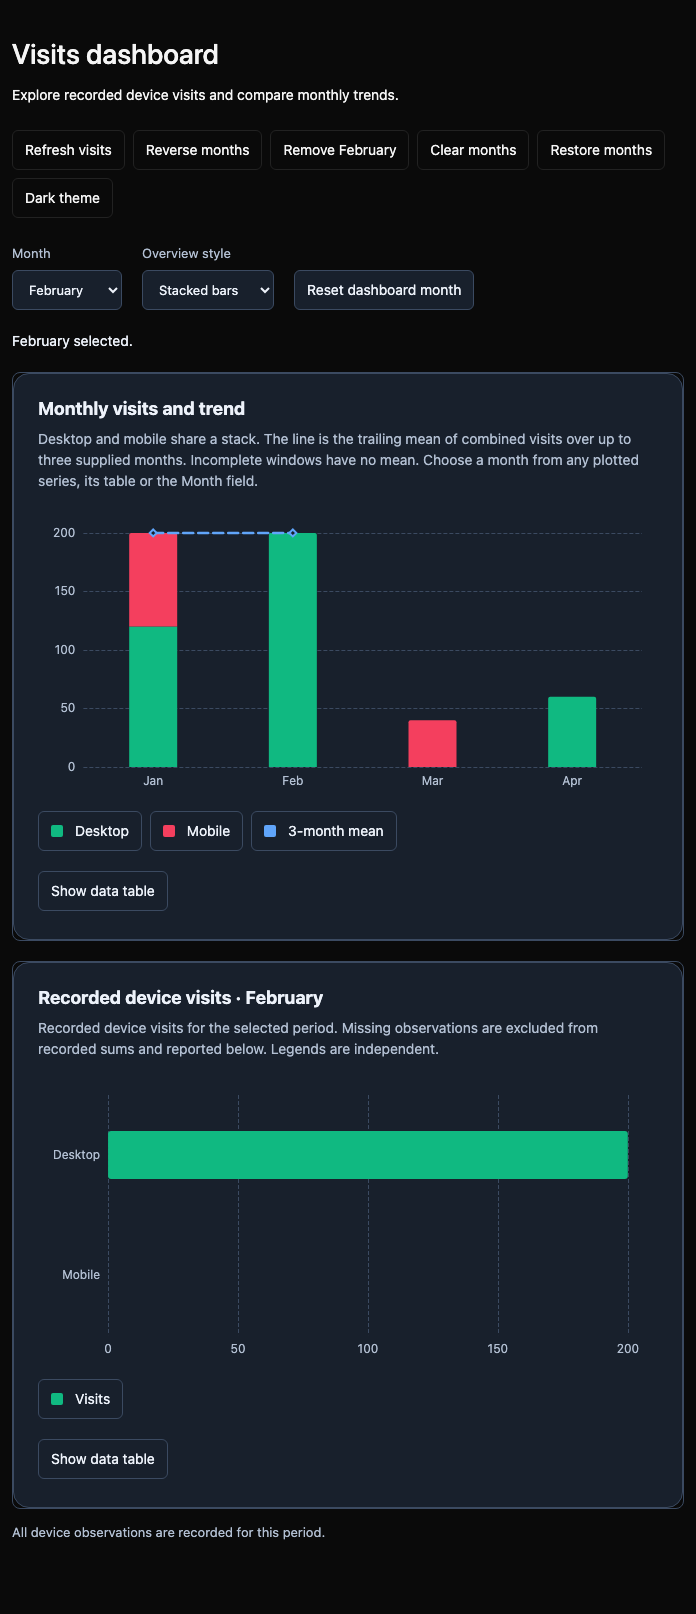 Visits dashboard
Explore recorded device visits and compare monthly trends.
Refresh visits
Reverse months
Remove February
Clear months
Restore months
Dark theme
Month
Overview style
February
Stacked bars
Reset dashboard month
February selected.
Monthly visits and trend
Desktop and mobile share a stack. The line is the trailing mean of combined visits over up to
three supplied months. Incomplete windows have no mean. Choose a month from any plotted
series, its table or the Month field.
200
150
100
50
0
Jan
Feb
Mar
Apr
Desktop
Mobile
3-month mean
Show data table
Recorded device visits · February
Recorded device visits for the selected period. Missing observations are excluded from
recorded sums and reported below. Legends are independent.
Desktop
Mobile
0
50
100
150
200
Visits
Show data table
All device observations are recorded for this period.